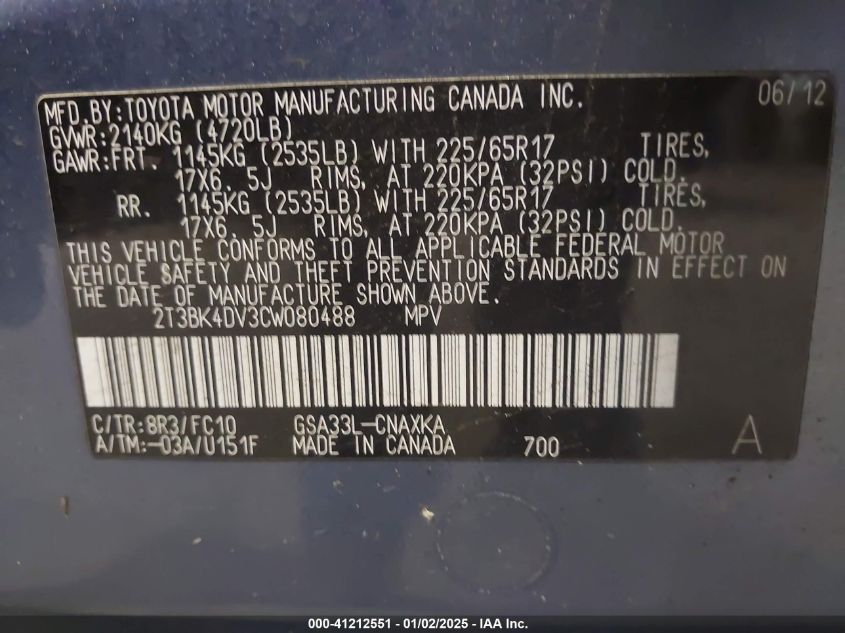 MFD. BY: TOYOTA MOTOR MANUFACTURING CANADA INC. 06/12
GVWR: 2140KG (4720LB)
GAWR: FRT. 1145KG (2535LB) WITH 225/65R17 TIRES,
17X6. 5J RIMS, AT 220KPA (32PSI) COLD.
RR. 1145KG (2535LB) WITH 225/65R17 TIRES,
17X6. 5J RIMS, AT 220KPA (32PSI) COLD.
THIS VEHICLE CONFORMS TO ALL APPLICABLE FEDERAL MOTOR
VEHICLE SAFETY AND THEFT PREVENTION STANDARDS IN EFFECT ON
THE DATE OF MANUFACTURE SHOWN ABOVE.
2T3BK4DV3CW080488 MPV
C/TR: 8R3/FC10 GSA33L-CNAXKA
A/TM: -03A/U151F MADE IN CANADA 700 A
000-41212551 - 01/02/2025 - IAA Inc.